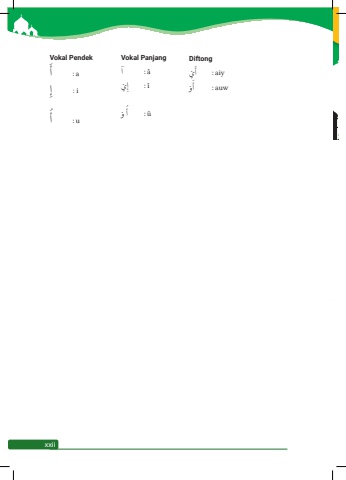 Vokal Pendek Vokal Panjang Diftong
: a : ā : aiy
: i : ī : auw
: u : ū
xxii